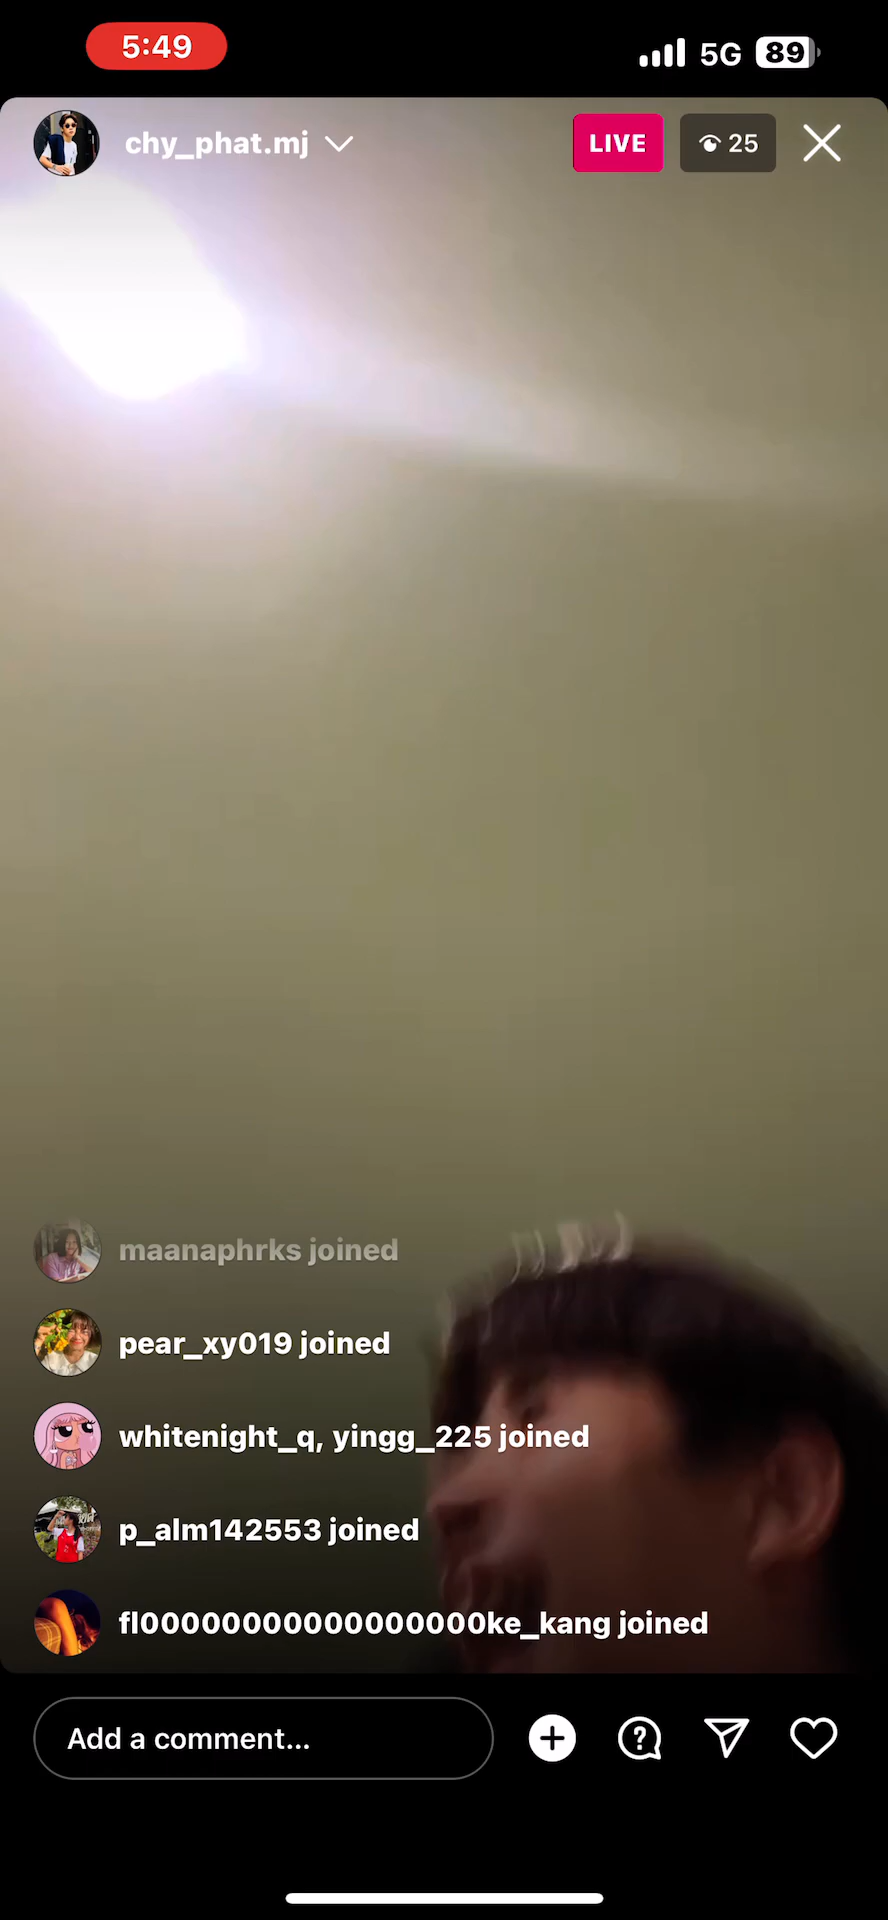 5:49
5G 89
chy_phat.mj
LIVE
25
maanaphrks joined
pear_xy019 joined
whitenight_q, yingg_225 joined
p_alm142553 joined
fl00000000000000000ke_kang joined
Add a comment...